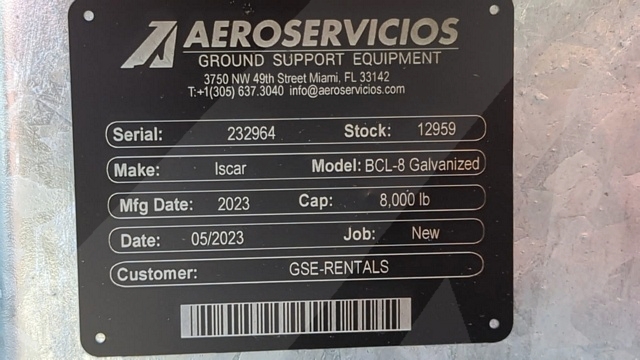 AEROSERVICIOS
GROUND SUPPORT EQUIPMENT
3750 NW 49th Street Miami, FL 33142
T:+1(305) 637.3040 info@aeroservicios.com
Serial: 232964 Stock: 12959
Make: Iscar Model: BCL-8 Galvanized
Mfg Date: 2023 Cap: 8,000 lb
Date: 05/2023 Job: New
Customer: GSE-RENTALS